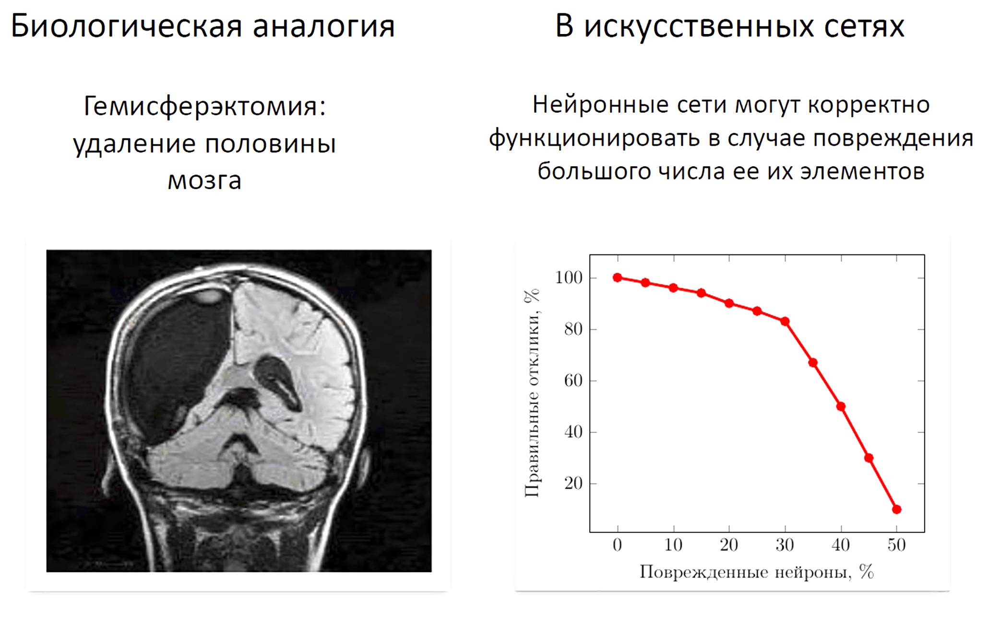 Биологическая аналогия
Гемисферэктомия:
удаление половины
мозга
В искусственных сетях
Нейронные сети могут корректно
функционировать в случае повреждения
большого числа ее их элементов
Правильные отклики, %
100
80
60
40
20
0 10 20 30 40 50
Поврежденные нейроны, %